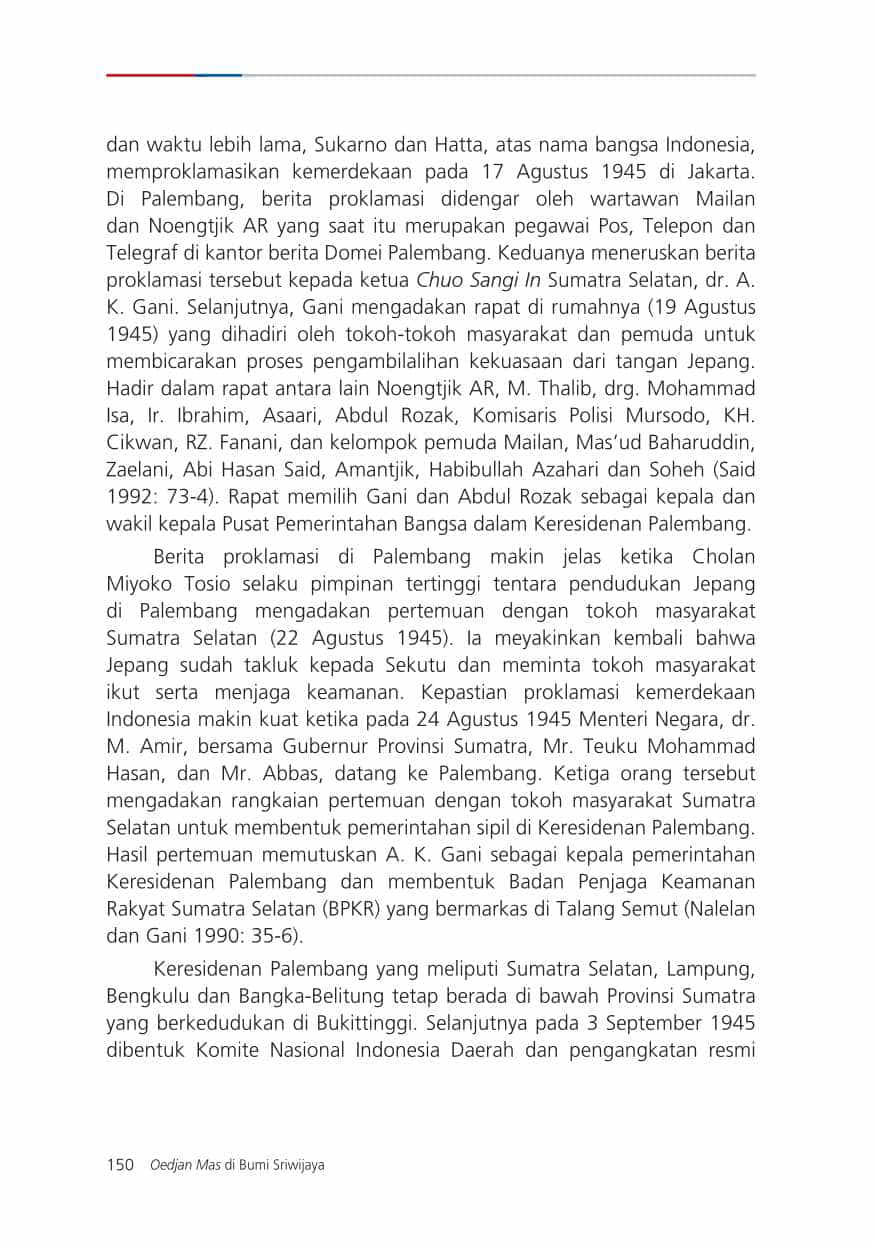 dan waktu lebih lama, Sukarno dan Hatta, atas nama bangsa Indonesia,
memproklamasikan kemerdekaan pada 17 Agustus 1945 di Jakarta.
Di Palembang, berita proklamasi didengar oleh wartawan Mailan
dan Noengtjik AR yang saat itu merupakan pegawai Pos, Telepon dan
Telegraf di kantor berita Domei Palembang. Keduanya meneruskan berita
proklamasi tersebut kepada ketua Chuo Sangi In Sumatra Selatan, dr. A.
K. Gani. Selanjutnya, Gani mengadakan rapat di rumahnya (19 Agustus
1945) yang dihadiri oleh tokoh-tokoh masyarakat dan pemuda untuk
membicarakan proses pengambilalihan kekuasaan dari tangan Jepang.
Hadir dalam rapat antara lain Noengtjik AR, M. Thalib, drg. Mohammad
Isa, Ir. Ibrahim, Asaari, Abdul Rozak, Komisaris Polisi Mursodo, KH.
Cikwan, RZ. Fanani, dan kelompok pemuda Mailan, Mas’ud Baharuddin,
Zaelani, Abi Hasan Said, Amantjik, Habibullah Azahari dan Soheh (Said
1992: 73-4). Rapat memilih Gani dan Abdul Rozak sebagai kepala dan
wakil kepala Pusat Pemerintahan Bangsa dalam Keresidenan Palembang.
Berita proklamasi di Palembang makin jelas ketika Cholan
Miyoko Tosio selaku pimpinan tertinggi tentara pendudukan Jepang
di Palembang mengadakan pertemuan dengan tokoh masyarakat
Sumatra Selatan (22 Agustus 1945). Ia meyakinkan kembali bahwa
Jepang sudah takluk kepada Sekutu dan meminta tokoh masyarakat
ikut serta menjaga keamanan. Kepastian proklamasi kemerdekaan
Indonesia makin kuat ketika pada 24 Agustus 1945 Menteri Negara, dr.
M. Amir, bersama Gubernur Provinsi Sumatra, Mr. Teuku Mohammad
Hasan, dan Mr. Abbas, datang ke Palembang. Ketiga orang tersebut
mengadakan rangkaian pertemuan dengan tokoh masyarakat Sumatra
Selatan untuk membentuk pemerintahan sipil di Keresidenan Palembang.
Hasil pertemuan memutuskan A. K. Gani sebagai kepala pemerintahan
Keresidenan Palembang dan membentuk Badan Penjaga Keamanan
Rakyat Sumatra Selatan (BPKR) yang bermarkas di Talang Semut (Nalelan
dan Gani 1990: 35-6).
Keresidenan Palembang yang meliputi Sumatra Selatan, Lampung,
Bengkulu dan Bangka-Belitung tetap berada di bawah Provinsi Sumatra
yang berkedudukan di Bukittinggi. Selanjutnya pada 3 September 1945
dibentuk Komite Nasional Indonesia Daerah dan pengangkatan resmi
150 Oedjan Mas di Bumi Sriwijaya